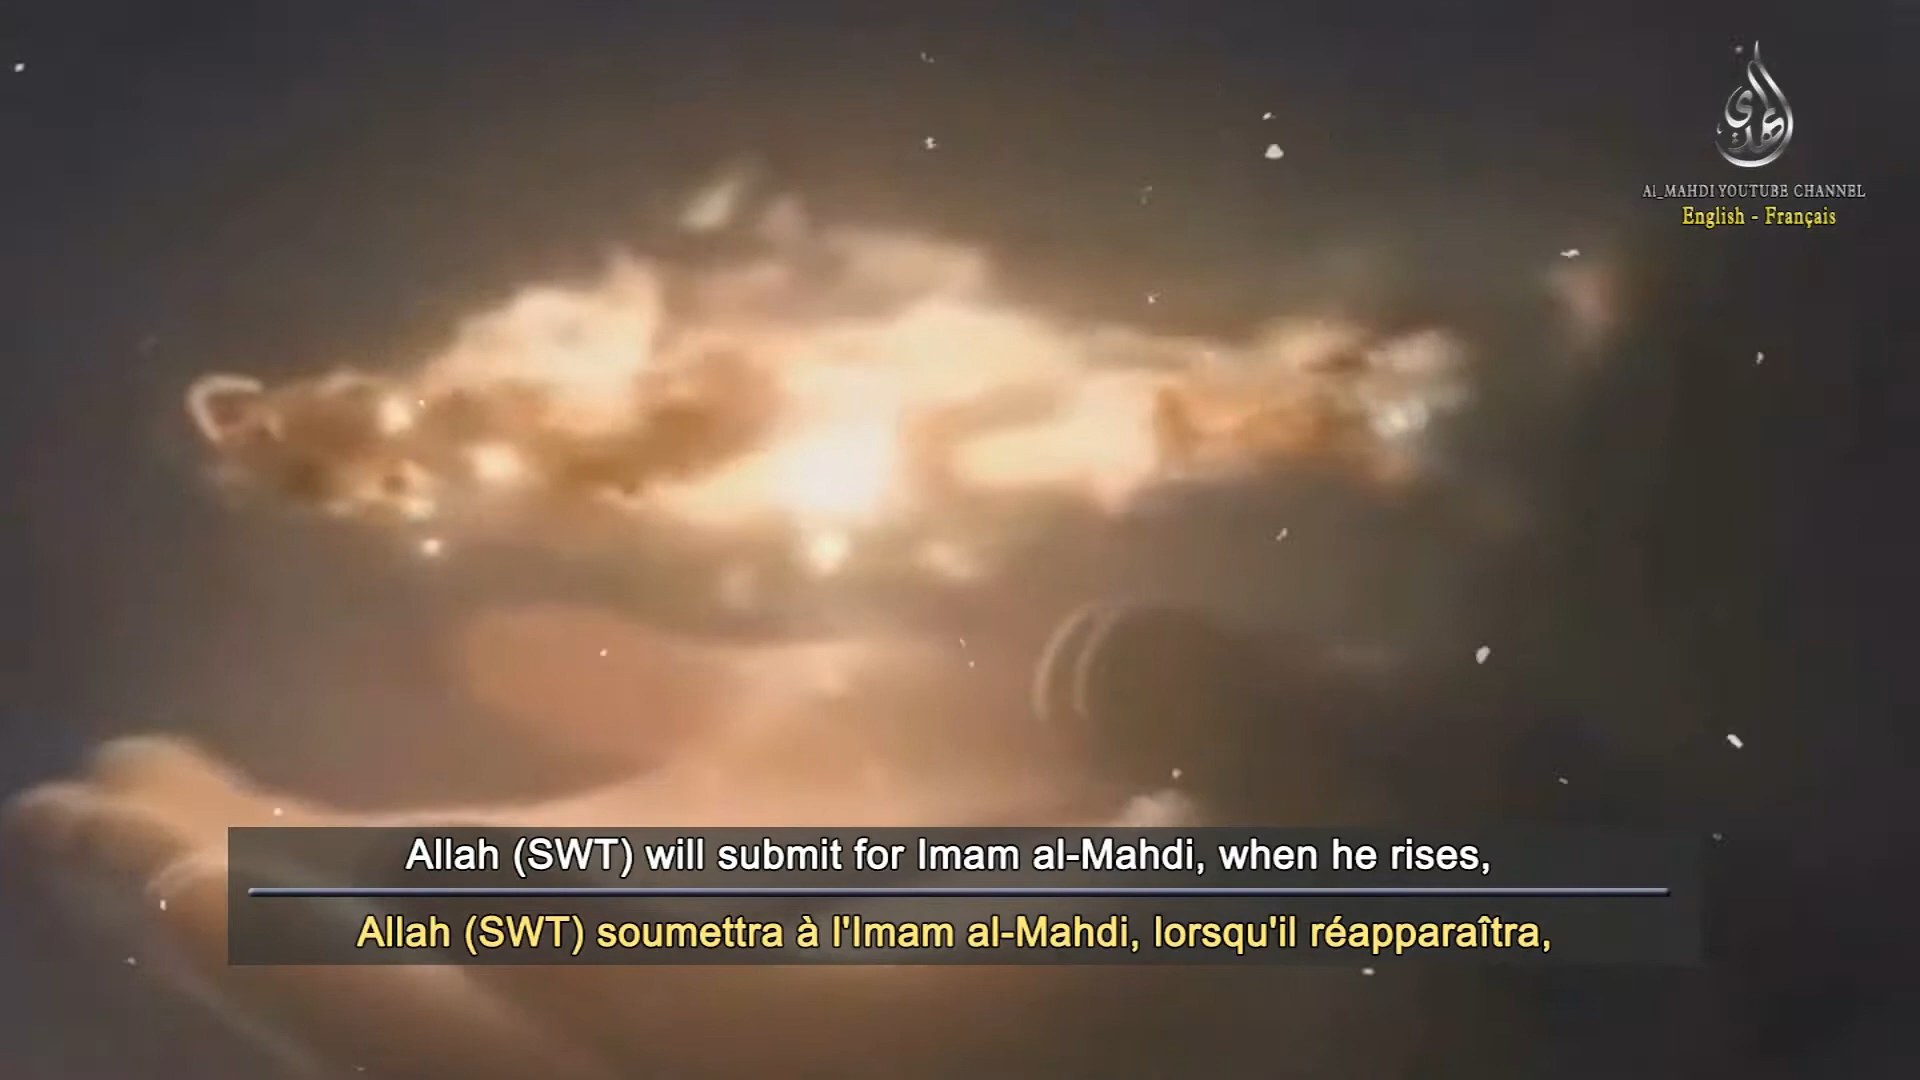 المهدي
Al_MAHDI YOUTUBE CHANNEL
English - Français
Allah (SWT) will submit for Imam al-Mahdi, when he rises,
Allah (SWT) soumettra à l'Imam al-Mahdi, lorsqu'il réapparaîtra,